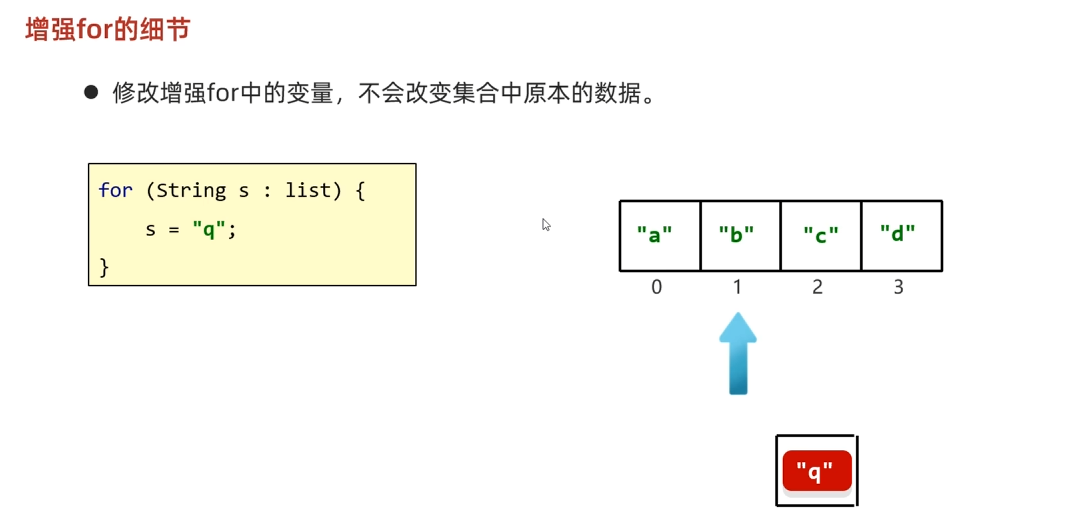 增强for的细节
● 修改增强for中的变量，不会改变集合中原本的数据。
for (String s : list) {
    s = "q";
}
"a" "b" "c" "d"
0 1 2 3
"q"